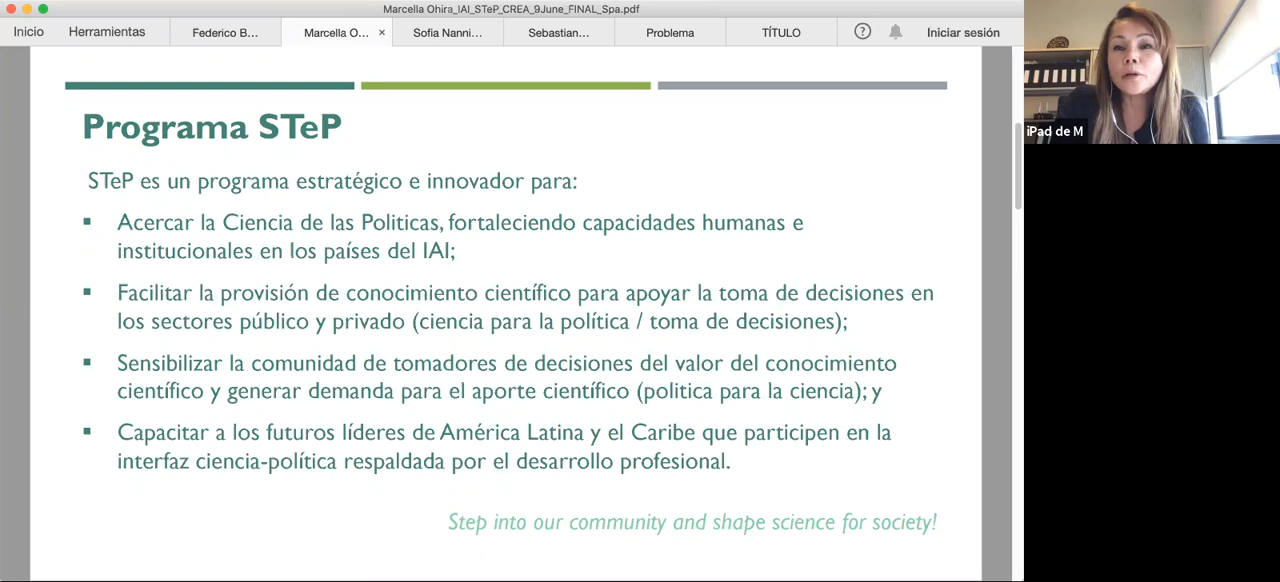 Marcella Ohira_IAI_STeP_CREA_9June_FINAL_Spa.pdf
Inicio Herramientas Federico B... Marcella O... × Sofia Nanni... Sebastian... Problema TÍTULO ? Iniciar sesión
iPad de M
Programa STeP
STeP es un programa estratégico e innovador para:
▪ Acercar la Ciencia de las Politicas, fortaleciendo capacidades humanas e
institucionales en los países del IAI;
▪ Facilitar la provisión de conocimiento científico para apoyar la toma de decisiones en
los sectores público y privado (ciencia para la política / toma de decisiones);
▪ Sensibilizar la comunidad de tomadores de decisiones del valor del conocimiento
científico y generar demanda para el aporte científico (politica para la ciencia); y
▪ Capacitar a los futuros líderes de América Latina y el Caribe que participen en la
interfaz ciencia-política respaldada por el desarrollo profesional.
Step into our community and shape science for society!